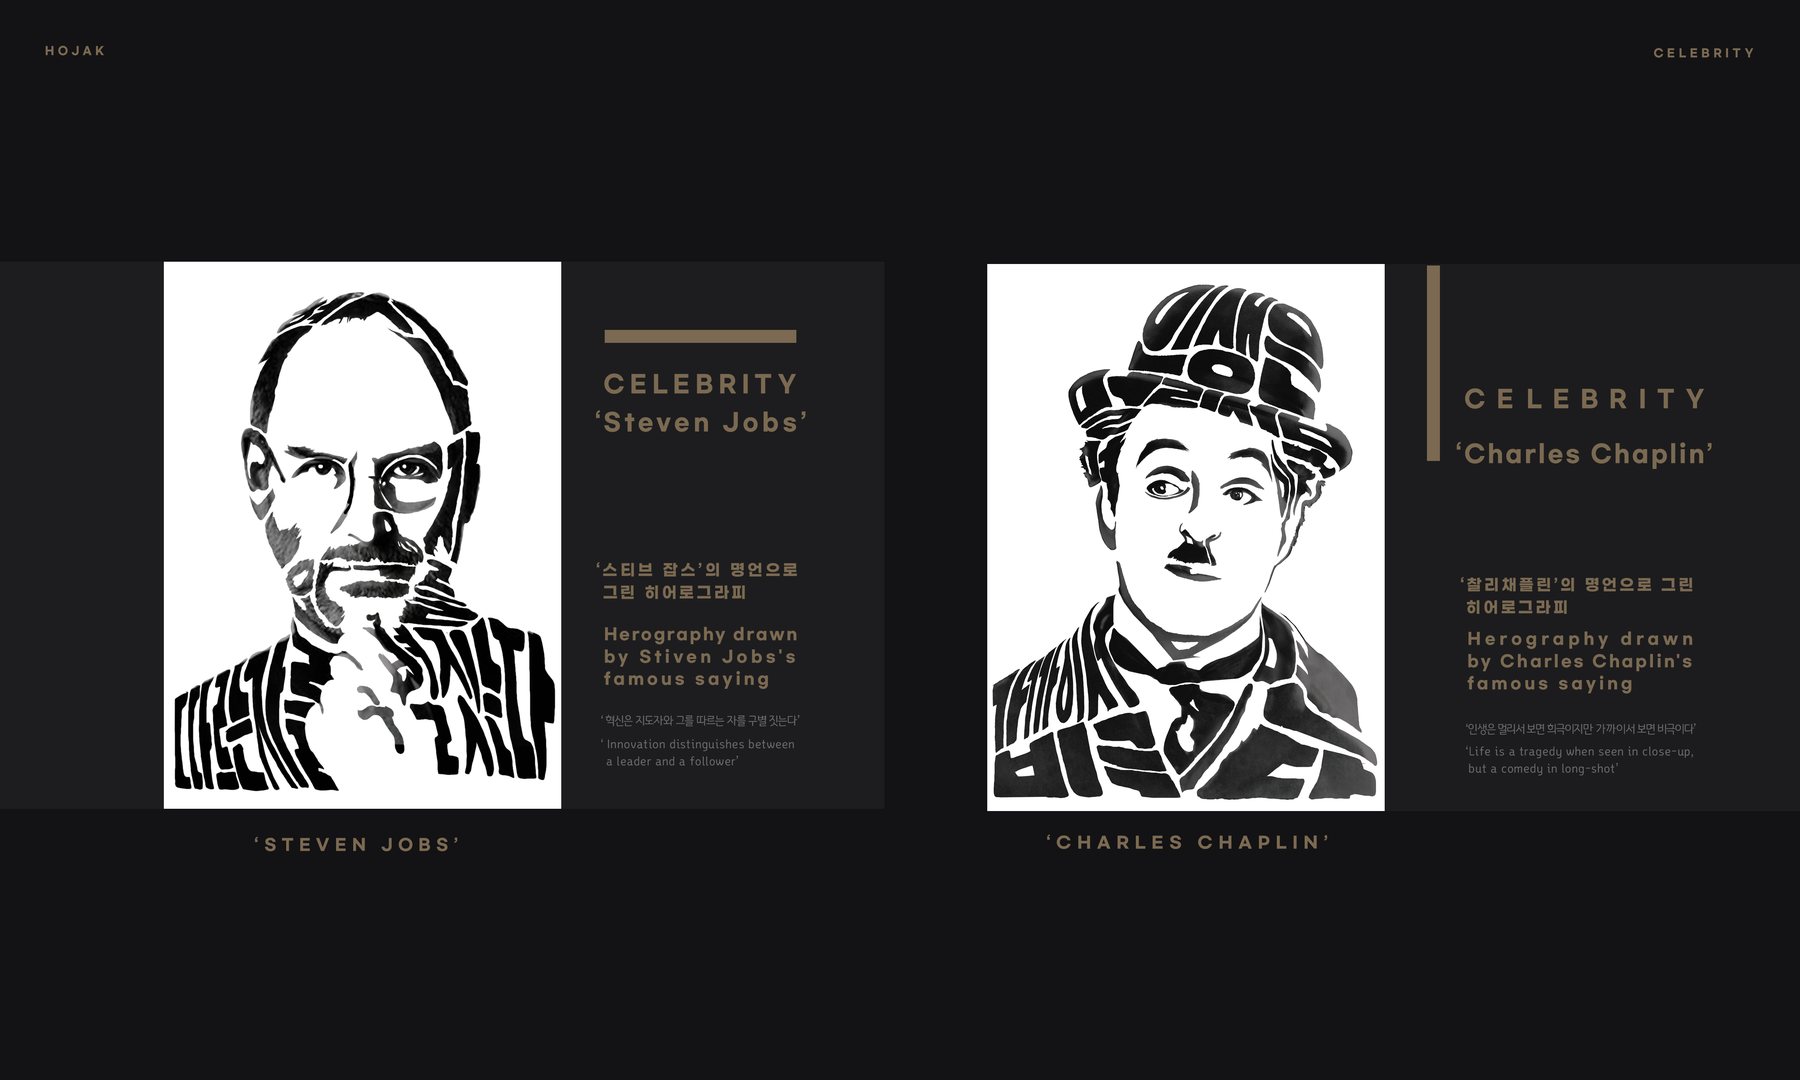 HOJAK
CELEBRITY
CELEBRITY
‘Steven Jobs’
‘스티브 잡스’의 명언으로
그린 히어로그라피
Herography drawn
by Stiven Jobs's
famous saying
‘혁신은 지도자와 그를 따르는 자를 구별 짓는다’
‘Innovation distinguishes between
a leader and a follower’
‘STEVEN JOBS’
CELEBRITY
‘Charles Chaplin’
‘찰리채플린’의 명언으로 그린
히어로그라피
Herography drawn
by Charles Chaplin's
famous saying
‘인생은 멀리서 보면 희극이지만 가까이서 보면 비극이다’
‘Life is a tragedy when seen in close-up,
but a comedy in long-shot’
‘CHARLES CHAPLIN’